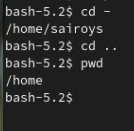 bash-5.2$ cd -
/home/sairoys
bash-5.2$ cd ..
bash-5.2$ pwd
/home
bash-5.2$